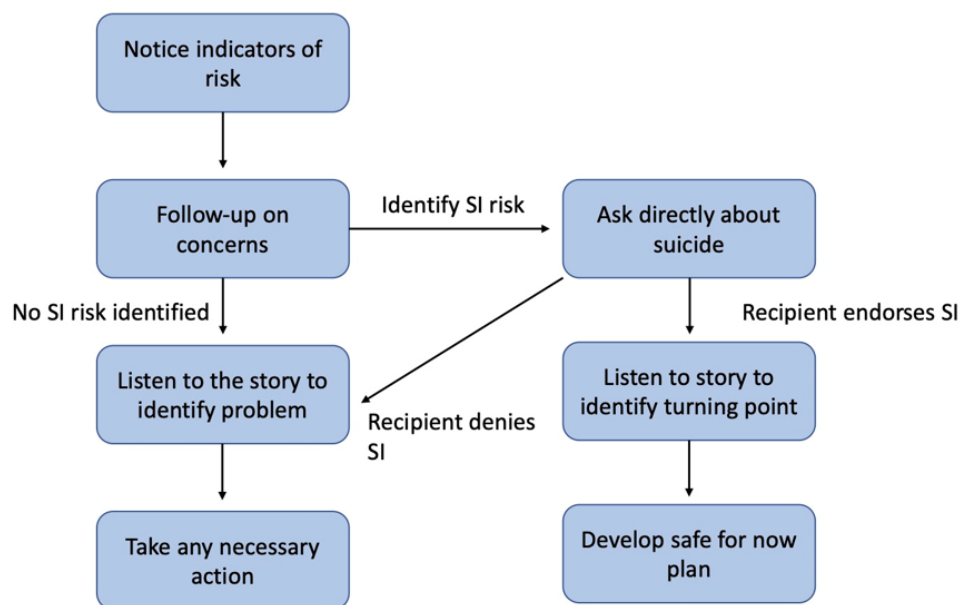 Notice indicators of
risk
Follow-up on
concerns
Identify SI risk
Ask directly about
suicide
No SI risk identified
Recipient endorses SI
Listen to the story to
identify problem
Recipient denies
SI
Listen to story to
identify turning point
Take any necessary
action
Develop safe for now
plan